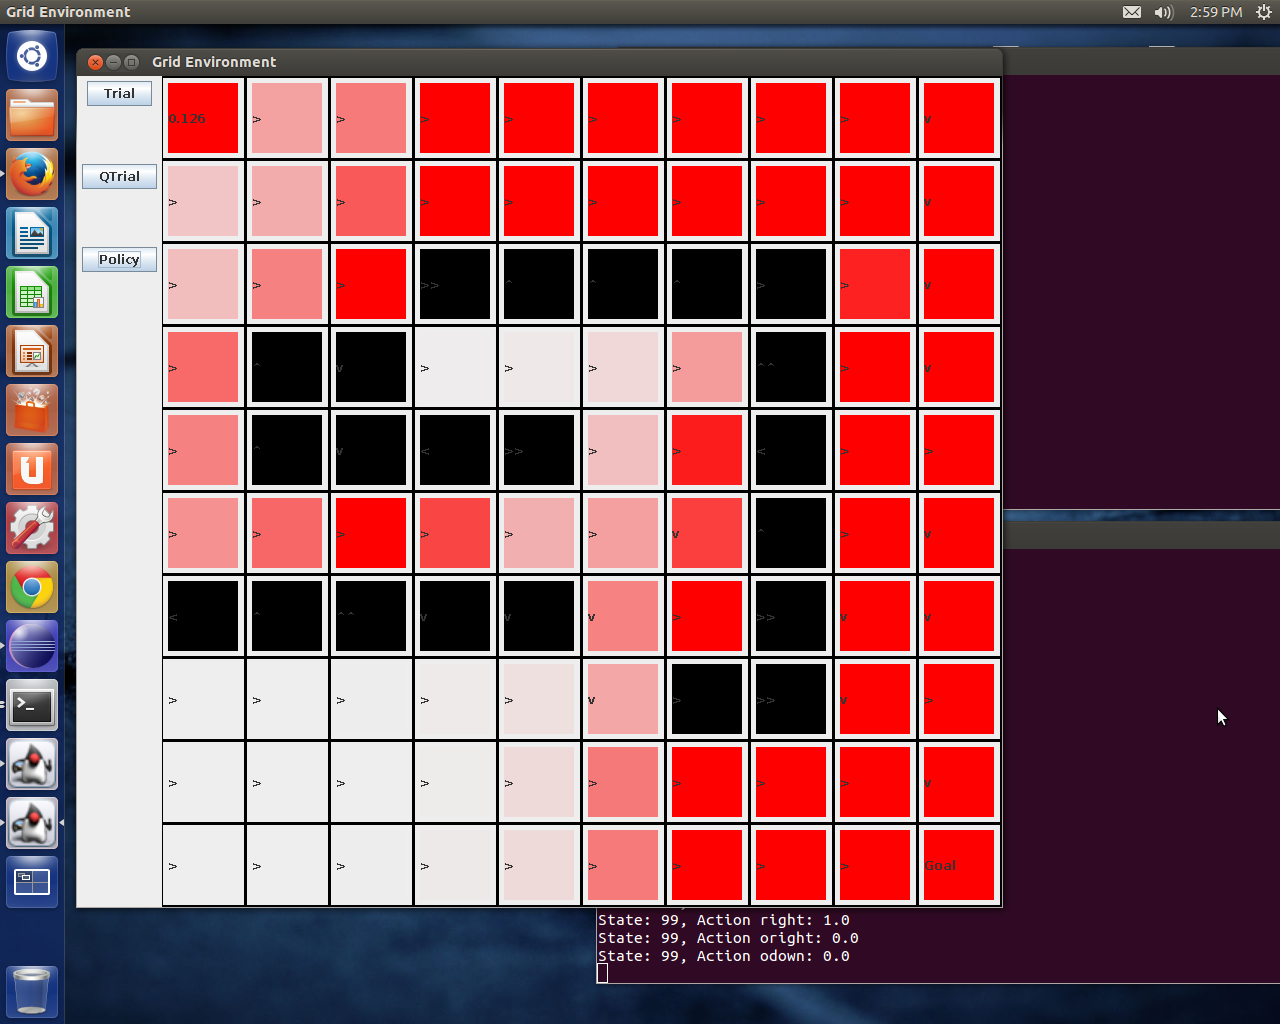 Grid Environment
2:59 PM
Grid Environment
Trial
0.126 > > > > > > > > v
QTrial
> > > > > > > > > v
Policy
> > > >> ^ ^ ^ > > v
> ^ v > > > > ^^ > v
> ^ v < >> > > < > >
> > > > > > v ^ > v
< ^ ^^ v v v > >> v v
> > > > > v > >> v >
> > > > > > > > > v
> > > > > > > > > Goal
State: 99, Action right: 1.0
State: 99, Action oright: 0.0
State: 99, Action odown: 0.0